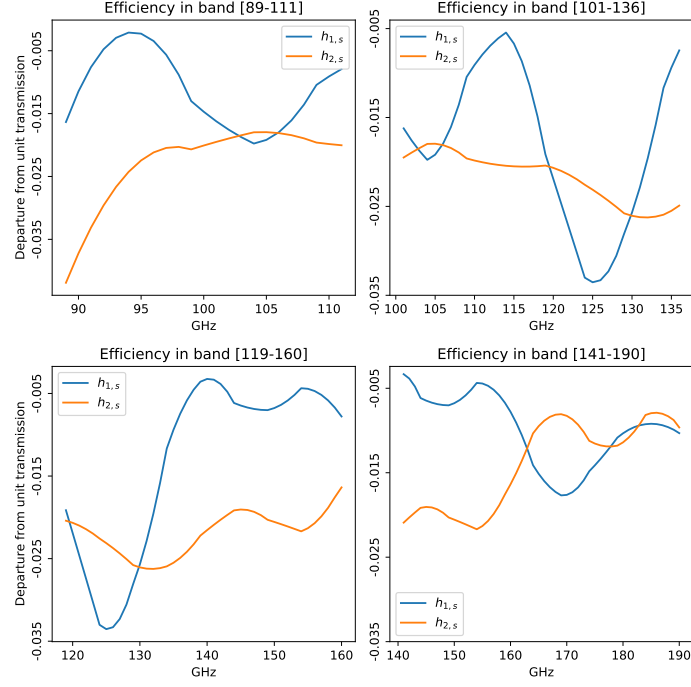 Efficiency in band [89-111]
Departure from unit transmission
-0.005
-0.015
-0.025
-0.035
h1,s
h2,s
90 95 100 105 110
GHz
Efficiency in band [101-136]
-0.005
-0.015
-0.025
-0.035
h1,s
h2,s
100 105 110 115 120 125 130 135
GHz
Efficiency in band [119-160]
Departure from unit transmission
-0.005
-0.015
-0.025
-0.035
h1,s
h2,s
120 130 140 150 160
GHz
Efficiency in band [141-190]
-0.005
-0.015
-0.025
-0.035
h1,s
h2,s
140 150 160 170 180 190
GHz